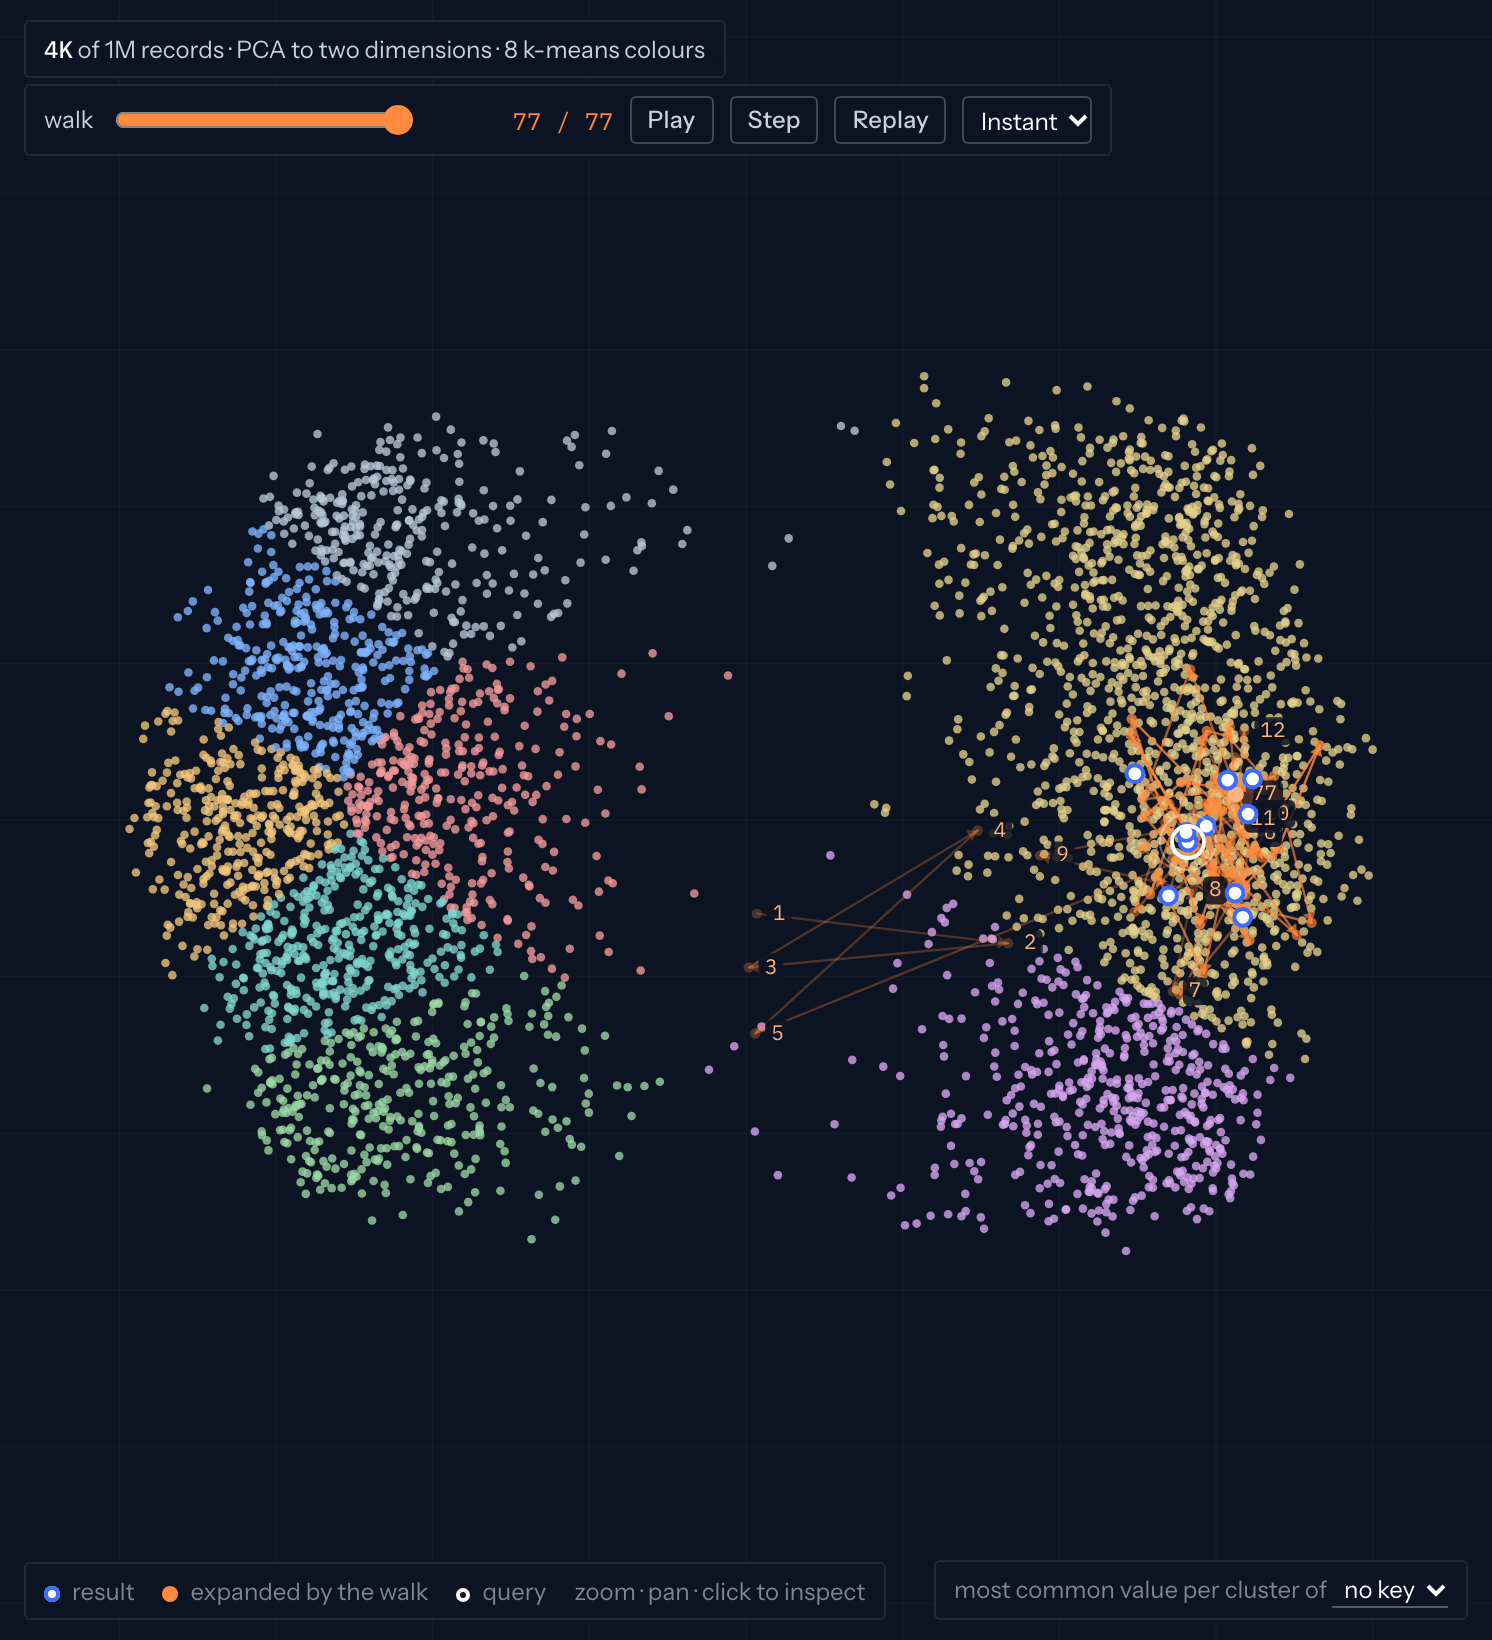 4K of 1M records · PCA to two dimensions · 8 k-means colours
walk 77 / 77 Play Step Replay Instant
12
77
11
4
9
8
1
2
3
7
5
result expanded by the walk query zoom · pan · click to inspect
most common value per cluster of no key